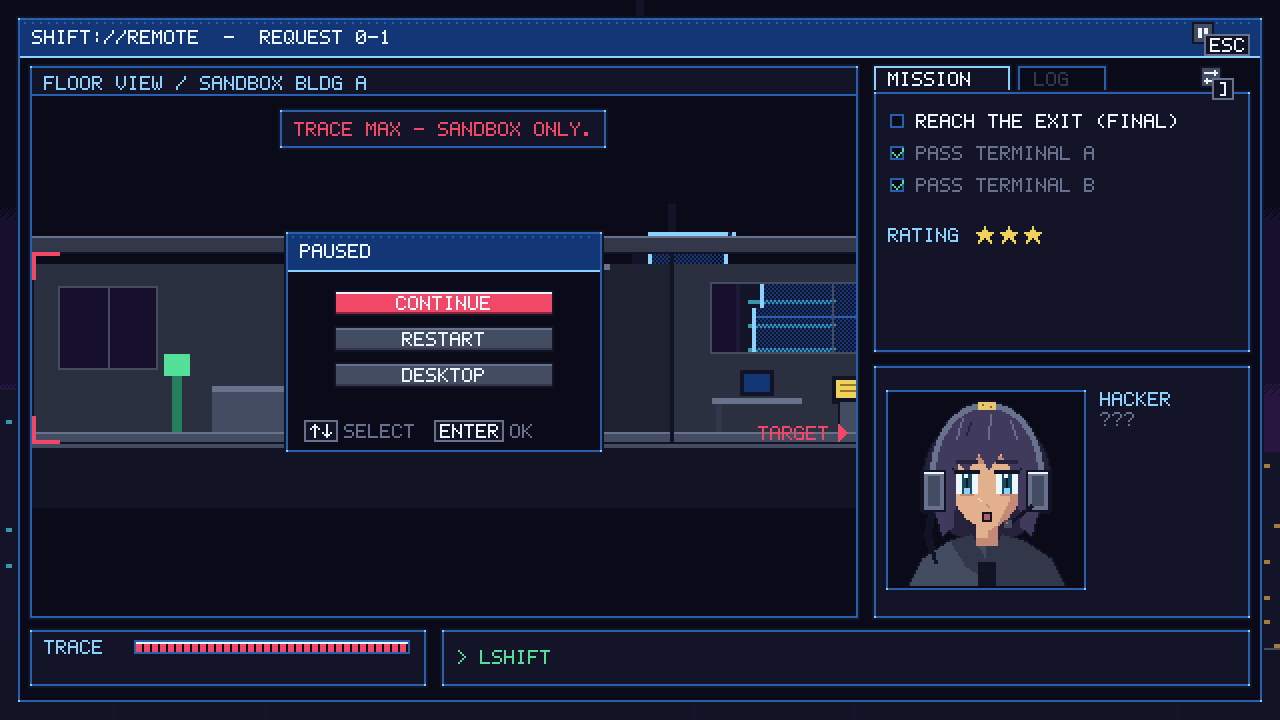 SHIFT://REMOTE - REQUEST 0-1
ESC
FLOOR VIEW / SANDBOX BLDG A
MISSION
LOG
]
TRACE MAX - SANDBOX ONLY.
REACH THE EXIT (FINAL)
PASS TERMINAL A
PASS TERMINAL B
RATING ★★★
PAUSED
CONTINUE
RESTART
DESKTOP
↑↓ SELECT ENTER OK
TARGET
HACKER
???
TRACE
> LSHIFT